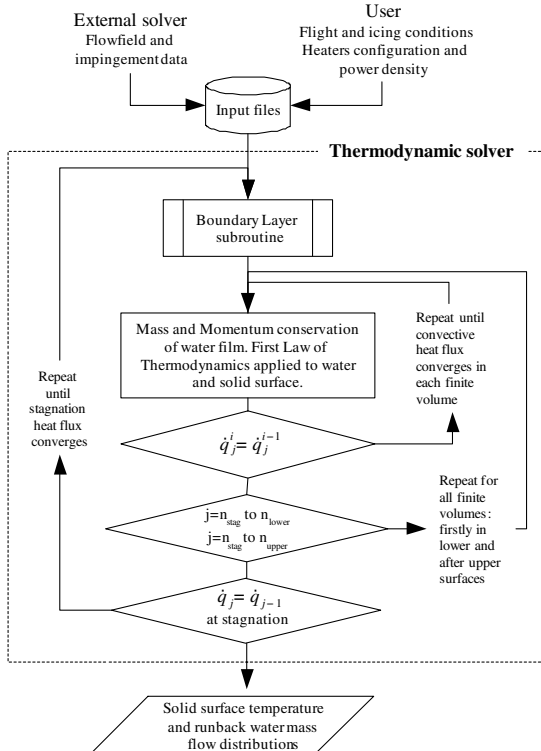 External solver
Flowfield and
impingement data
User
Flight and icing conditions
Heaters configuration and
power density
Input files
Thermodynamic solver
Boundary Layer
subroutine
Mass and Momentum conservation
of water film. First Law of
Thermodynamics applied to water
and solid surface.
Repeat until
convective
heat flux
converges in
each finite
volume
Repeat
until
stagnation
heat flux
converges
q̇ⱼⁱ = q̇ⱼⁱ⁻¹
j=n_stag to n_lower
j=n_stag to n_upper
Repeat for
all finite
volumes:
firstly in
lower and
after upper
surfaces
q̇_j = q̇_{j−1}
at stagnation
Solid surface temperature
and runback water mass
flow distributions